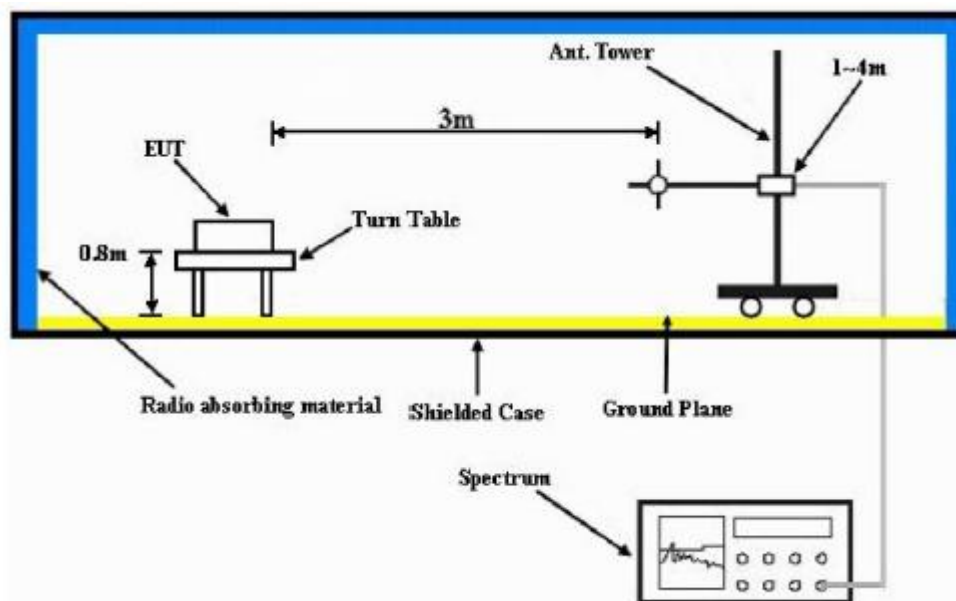 Ant. Tower
1~4m
3m
EUT
Turn Table
0.8m
Radio absorbing material
Shielded Case
Ground Plane
Spectrum